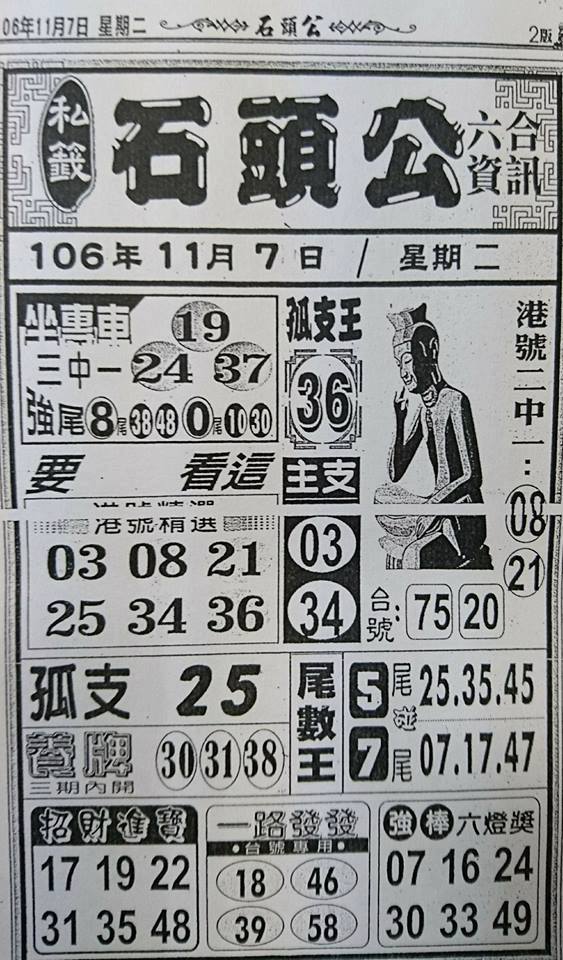 06年11月7日 星期二
石頭公
2版
私籤
石頭公
六合
資訊
106年11月7日 / 星期二
坐專車
19
三中一 24 37
強尾 8尾 38 48 0尾 10 30
孤支王
36
港號二中一:
08
21
要 看這
港號精選
03 08 21
25 34 36
主支
03
34
台號: 75 20
孤支 25
養牌
三期內開
30 31 38
尾數王
5尾 25.35.45
碰
7尾 07.17.47
招財進寶
17 19 22
31 35 48
一路發發
•台號專用•
18 46
39 58
強棒六燈獎
07 16 24
30 33 49